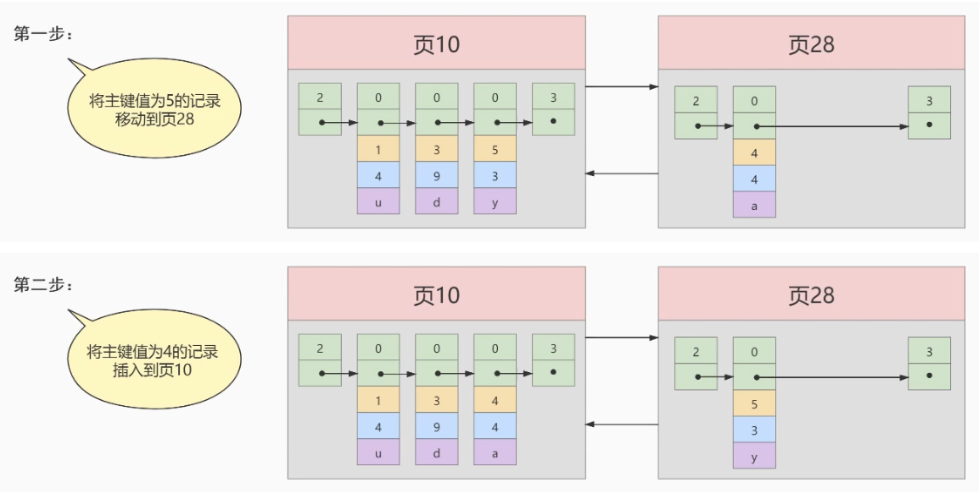 第一步：
将主键值为5的记录
移动到页28
页10
2 0 0 0 3
1 3 5
4 9 3
u d y
页28
2 0 3
4
4
a
第二步：
将主键值为4的记录
插入到页10
页10
2 0 0 0 3
1 3 4
4 9 4
u d a
页28
2 0 3
5
3
y